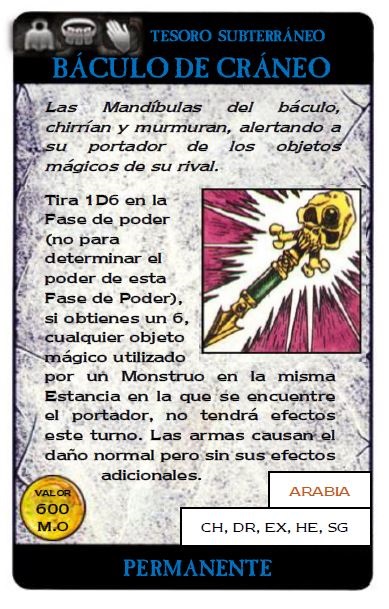 TESORO SUBTERRÁNEO
BÁCULO DE CRÁNEO
Las Mandíbulas del báculo,
chirrían y murmuran, alertando a
su portador de los objetos
mágicos de su rival.
Tira 1D6 en la
Fase de poder
(no para
determinar el
poder de esta
Fase de Poder),
si obtienes un 6,
cualquier objeto
mágico utilizado
por un Monstruo en la misma
Estancia en la que se encuentre
el portador, no tendrá efectos
este turno. Las armas causan el
daño normal pero sin sus efectos
adicionales.
VALOR
600
M.O
ARABIA
CH, DR, EX, HE, SG
PERMANENTE